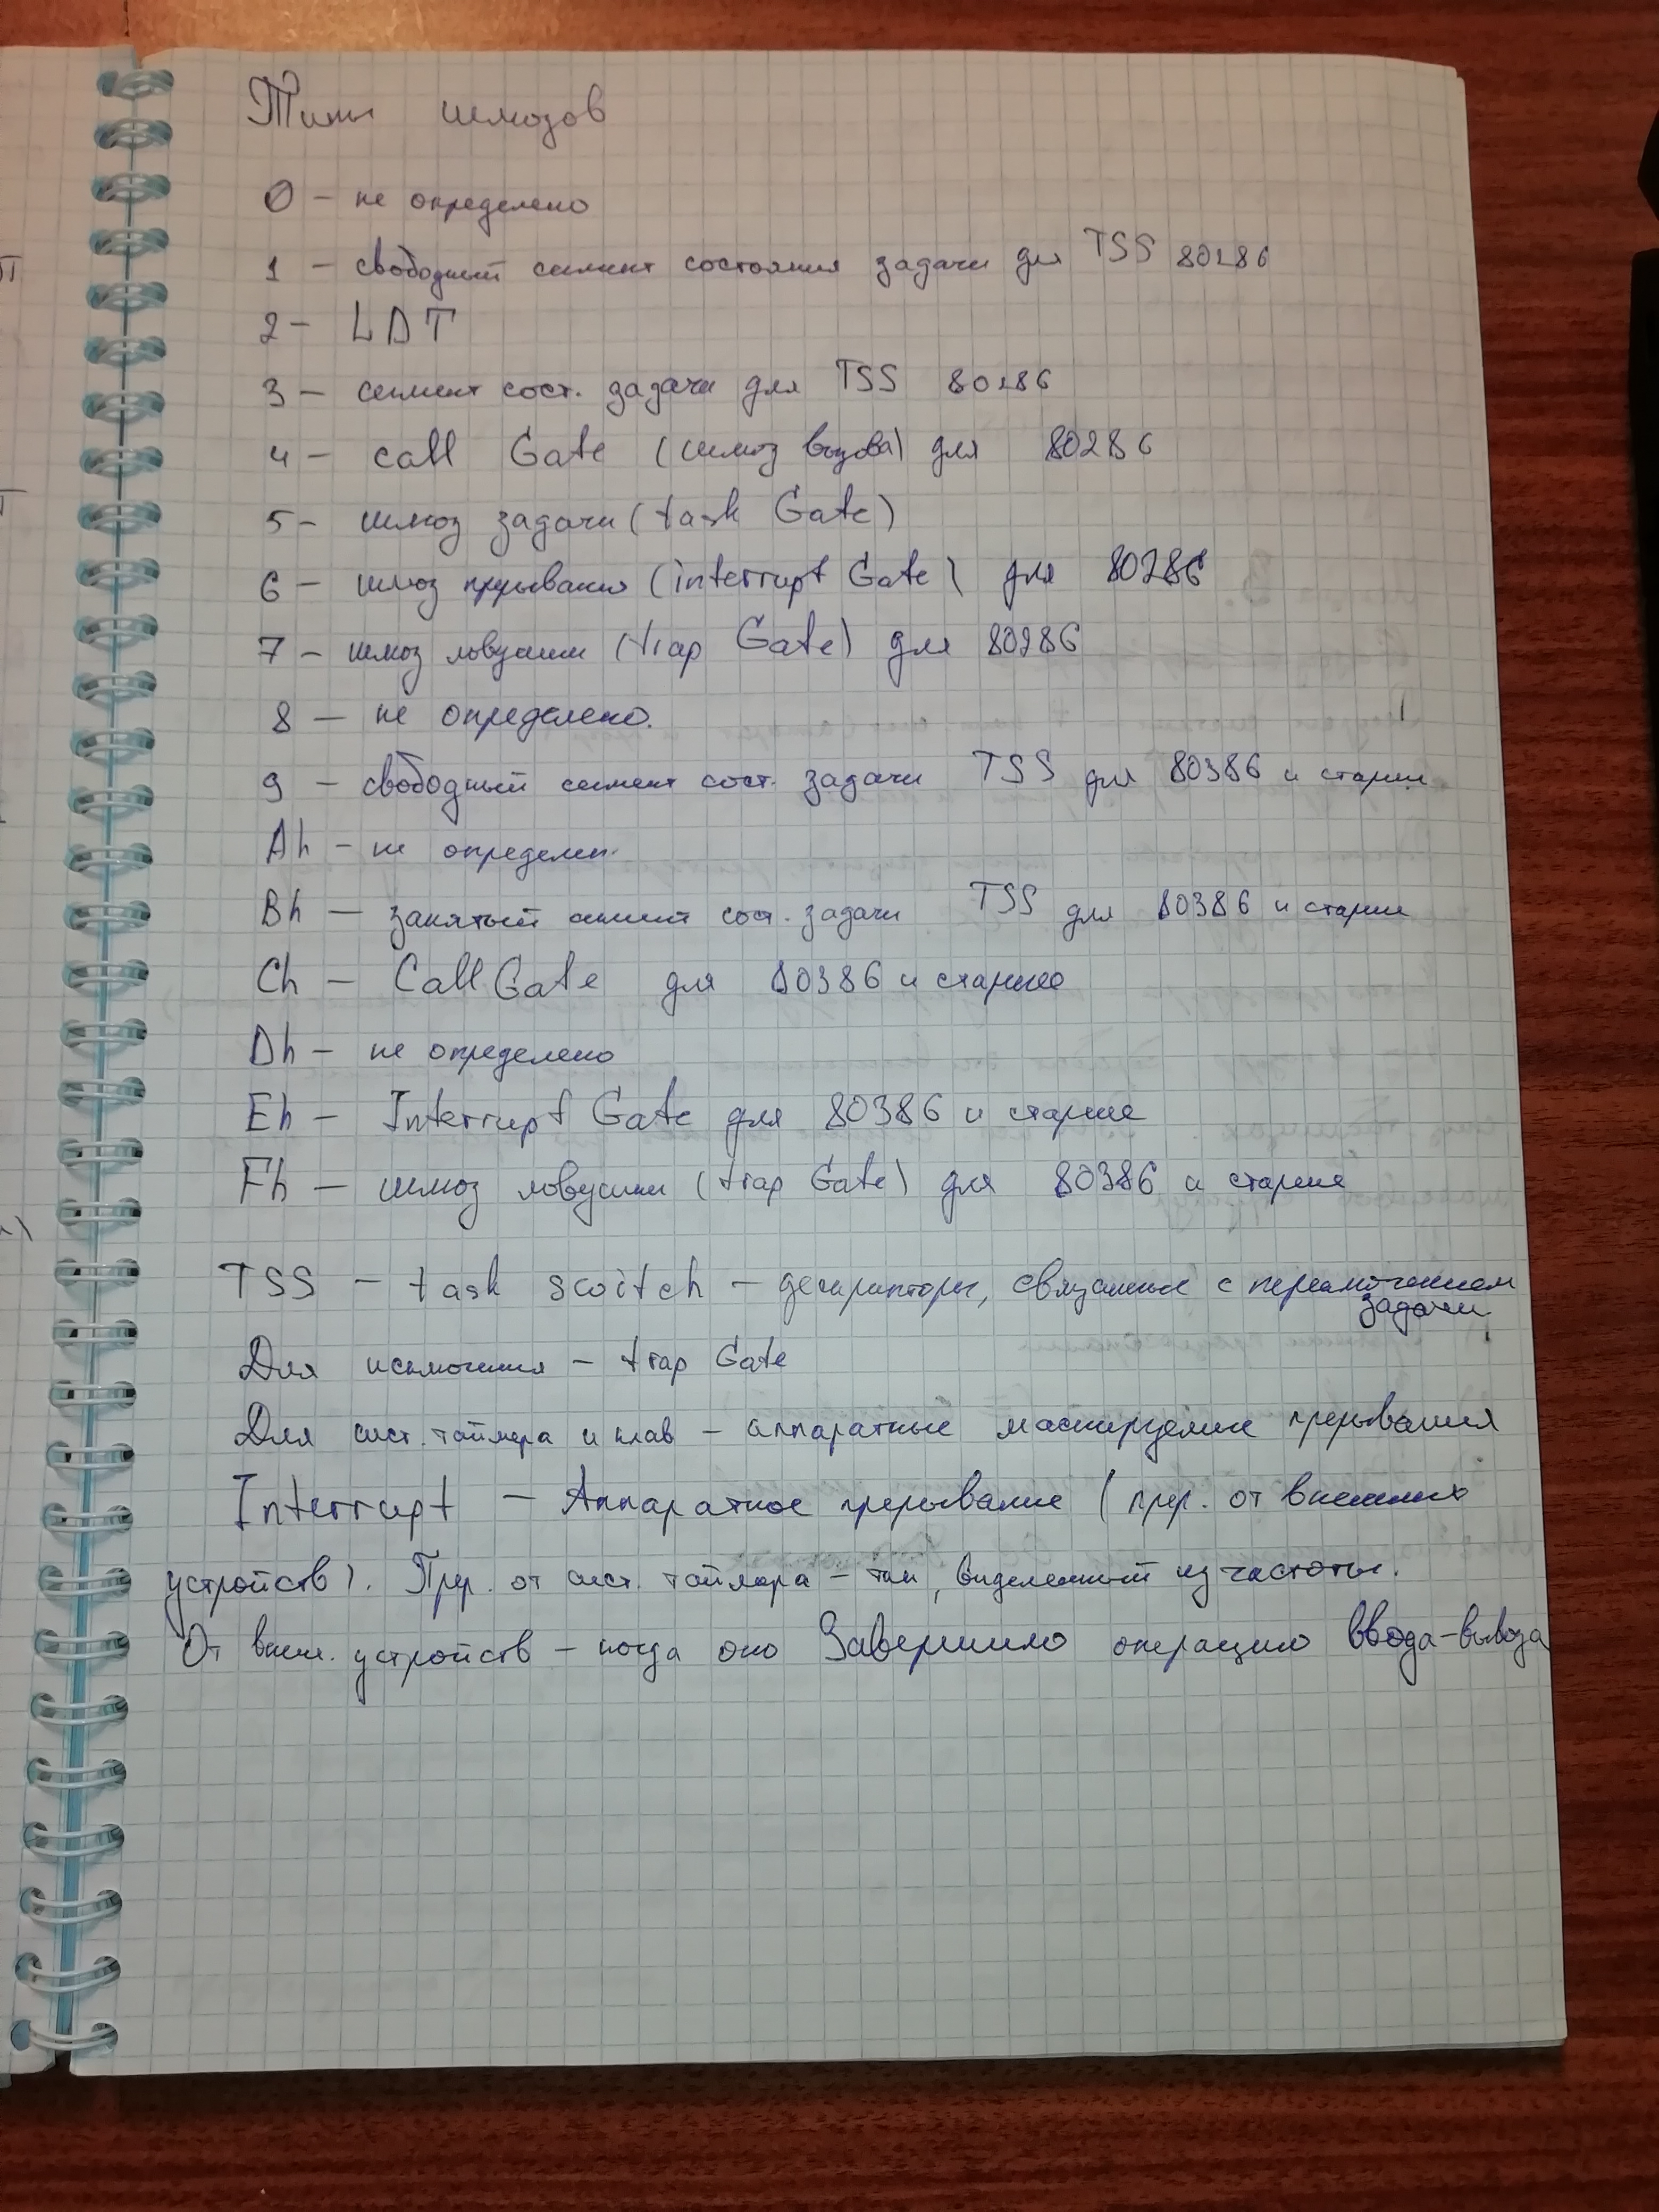 Типы шлюзов
0 – не определено
1 – свободный сегмент состояния задачи для TSS 80286
2 – LDT
3 – сегмент сост. задачи для TSS 80286
4 – call Gate (шлюз вызова) для 80286
5 – шлюз задачи (task Gate)
6 – шлюз прерывания (interrupt Gate) для 80286
7 – шлюз ловушки (trap Gate) для 80286
8 – не определено.
9 – свободный сегмент сост. задачи TSS для 80386 и старше
Ah – не определен.
Bh – занятый сегмент сост. задачи TSS для 80386 и старше
Ch – Call Gate для 80386 и старшее
Dh – не определено
Eh – Interrupt Gate для 80386 и старше
Fh – шлюз ловушки (trap Gate) для 80386 и старше
TSS – task switch – дескрипторы, связанные с переключением
задачи
Для исключения – trap Gate
Для сист. таймера и клав – аппаратные маскируемые прерывания
Interrupt – Аппаратное прерывание (прер. от внешних
устройств). Прер. от сист. таймера – тик, выделенный из частоты.
От внеш. устройств – когда оно завершило операцию ввода-вывода